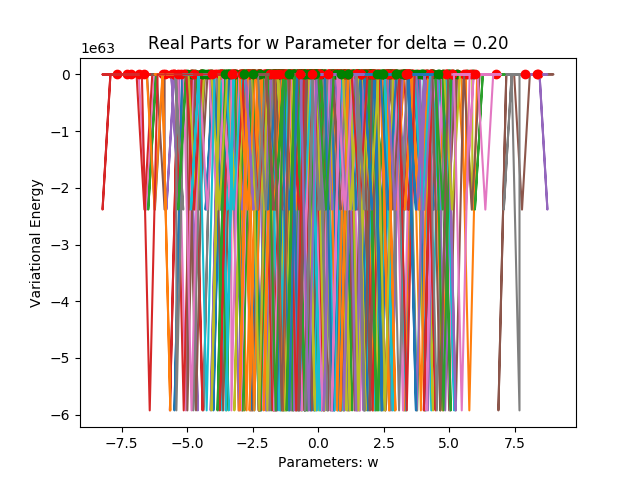 Real Parts for w Parameter for delta = 0.20
1e63
0
−1
−2
−3
−4
−5
−6
Variational Energy
−7.5 −5.0 −2.5 0.0 2.5 5.0 7.5
Parameters: w